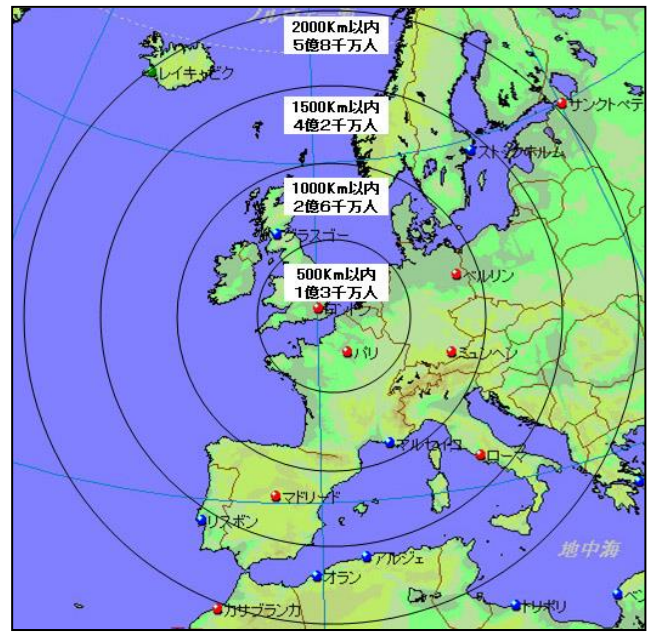 2000Km以内
5億8千万人
レイキャビク
1500Km以内
4億2千万人
サンクトペテ
ストックホルム
1000Km以内
2億6千万人
グラスゴー
500Km以内
1億3千万人
ベルリン
ロンドン
パリ
ミュンヘン
マルセイユ
ローマ
マドリード
リスボン
地中海
アルジェ
オラン
カサブランカ
トリポリ
ベン